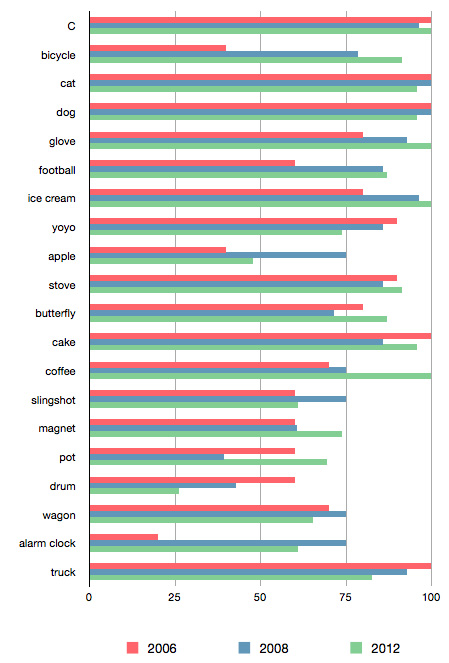 C
bicycle
cat
dog
glove
football
ice cream
yoyo
apple
stove
butterfly
cake
coffee
slingshot
magnet
pot
drum
wagon
alarm clock
truck
0 25 50 75 100
2006 2008 2012